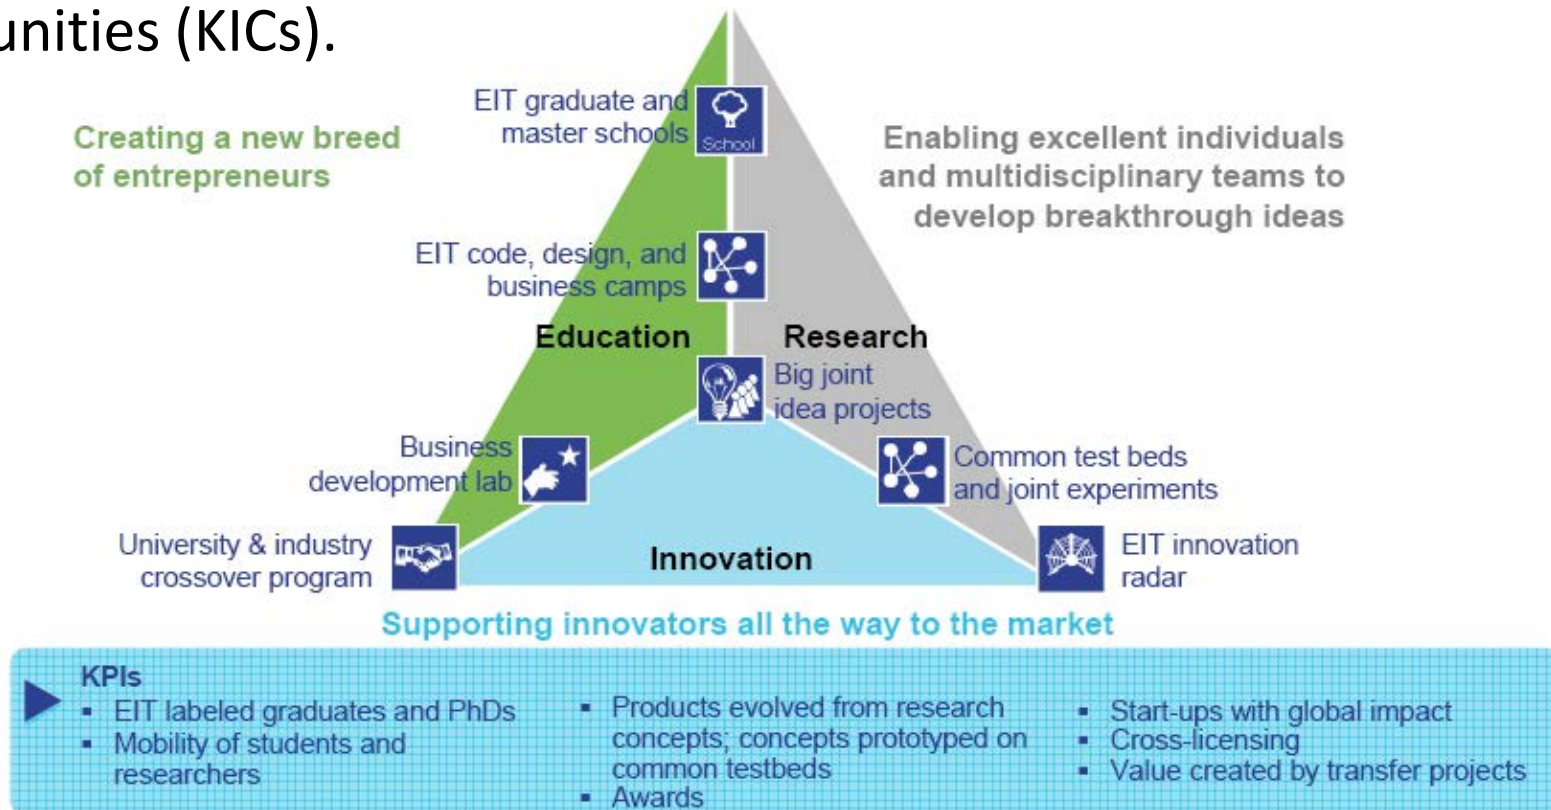 unities (KICs).
EIT graduate and
master schools
School
Creating a new breed
of entrepreneurs
Enabling excellent individuals
and multidisciplinary teams to
develop breakthrough ideas
EIT code, design, and
business camps
Education
Research
Big joint
idea projects
Business
development lab
Common test beds
and joint experiments
University & industry
crossover program
Innovation
EIT innovation
radar
Supporting innovators all the way to the market
KPIs
▪ EIT labeled graduates and PhDs
▪ Mobility of students and
researchers
▪ Products evolved from research
concepts; concepts prototyped on
common testbeds
▪ Awards
▪ Start-ups with global impact
▪ Cross-licensing
▪ Value created by transfer projects